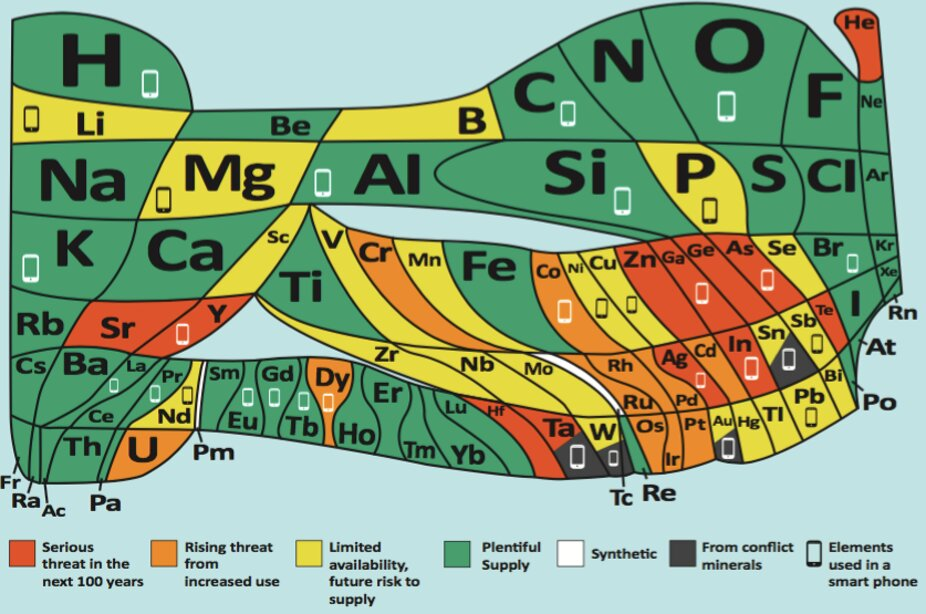 H
He
Li
Be
B
C
N
O
F
Ne
Na
Mg
Al
Si
P
S
Cl
Ar
K
Ca
Sc
Ti
V
Cr
Mn
Fe
Co
Ni
Cu
Zn
Ga
Ge
As
Se
Br
Kr
Rb
Sr
Y
Zr
Nb
Mo
Tc
Ru
Rh
Pd
Ag
Cd
In
Sn
Sb
Te
I
Xe
Cs
Ba
La
Ce
Pr
Nd
Pm
Sm
Eu
Gd
Tb
Dy
Ho
Er
Tm
Yb
Lu
Hf
Ta
W
Re
Os
Ir
Pt
Au
Hg
Tl
Pb
Bi
Po
At
Rn
Fr
Ra
Ac
Th
Pa
U
Serious
threat in the
next 100 years
Rising threat
from
increased use
Limited
availability,
future risk to
supply
Plentiful
Supply
Synthetic
From conflict
minerals
Elements
used in a
smart phone